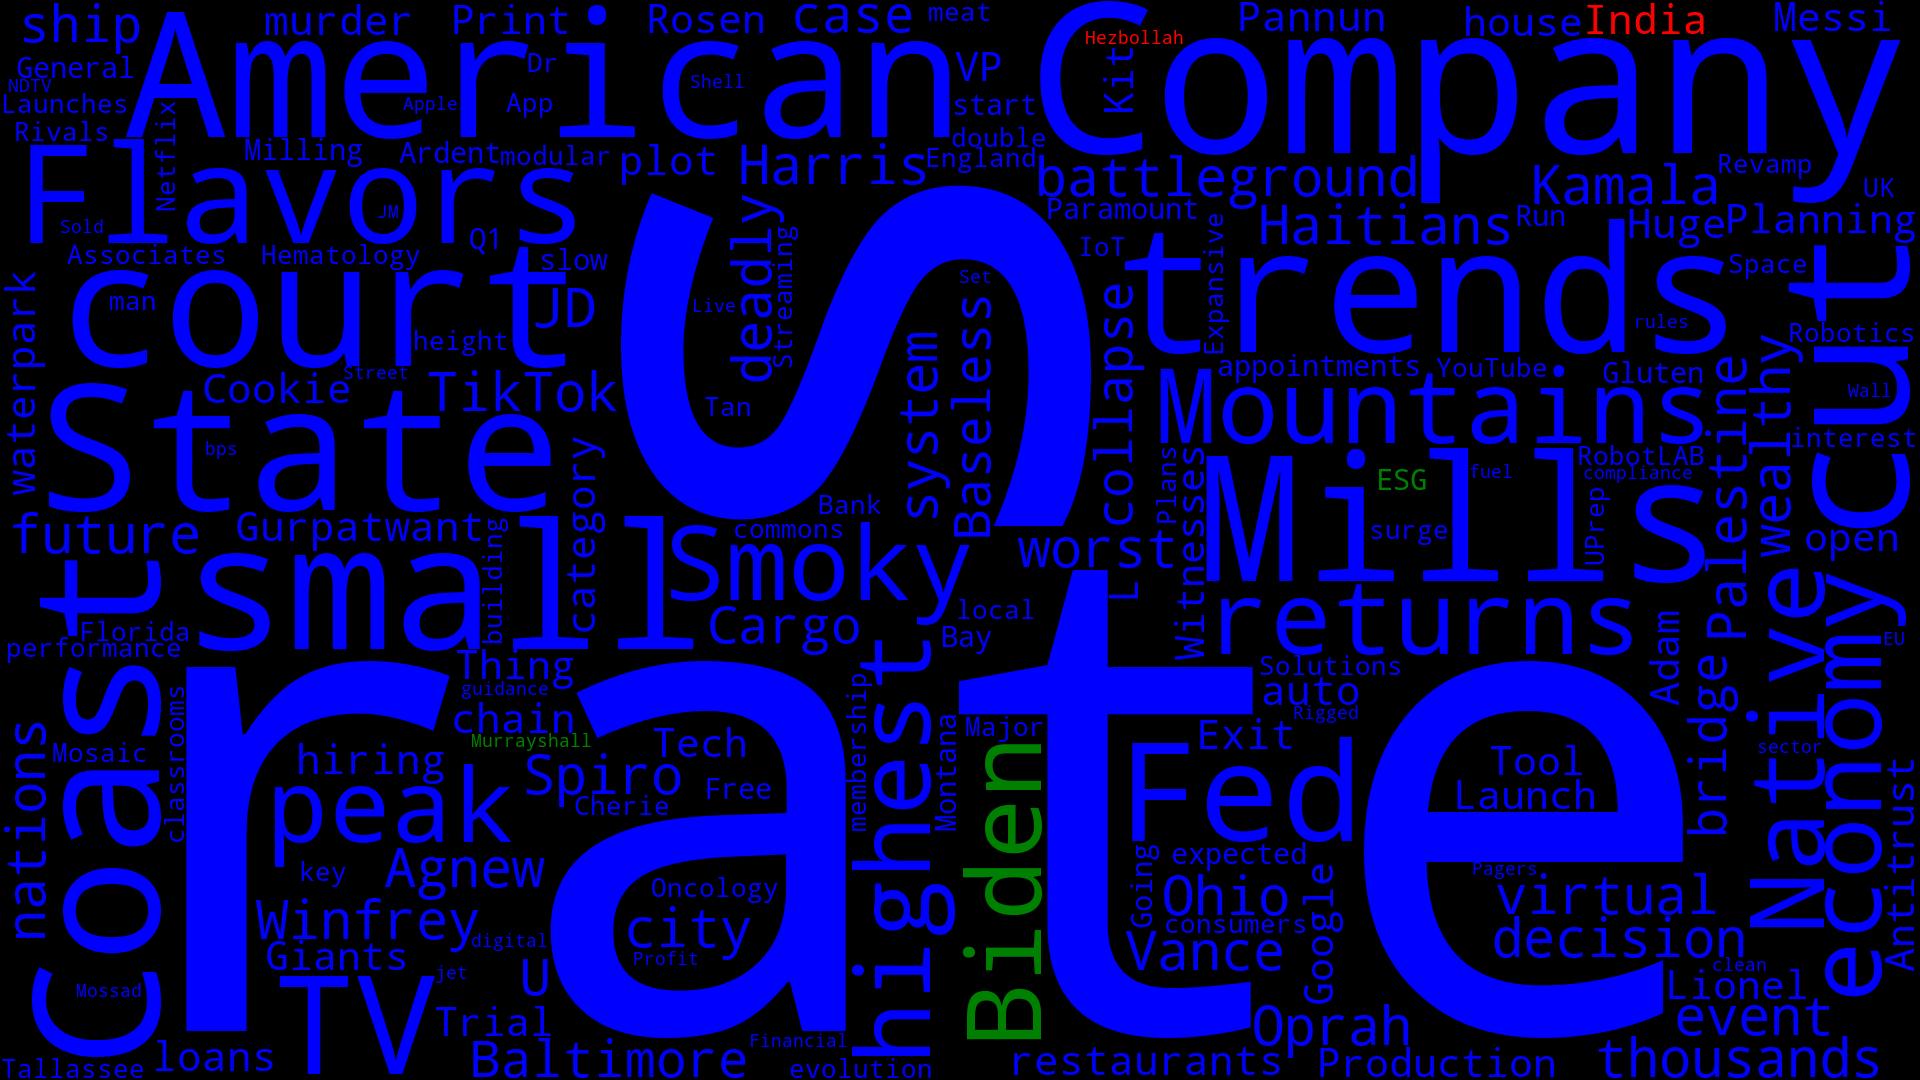 ship
murder
Print
Rosen
case
meat
Pannun
house
India
Messi
American
Company
Hezbollah
General
NDTV
Launches
Rivals
Dr
Apple
App
Shell
VP
start
double
Kit
Netflix
Milling
Ardent
modular
plot
Harris
England
battleground
Kamala
Revamp
UK
Flavors
Sold
JM
Q1
Paramount
Haitians
Run
Huge
Planning
Associates
Hematology
slow
deadly
Streaming
S
Set
IoT
Expansive
trends
Space
cut
court
man
JD
height
Live
rules
Robotics
waterpark
Cookie
Street
TikTok
Tan
system
Baseless
collapse
appointments
YouTube
Gluten
Palestine
wealthy
Wall
State
bps
category
Mountains
interest
Bank
Plans
Witnesses
Mills
ESG
fuel
RobotLAB
compliance
future
Gurpatwant
building
commons
worst
surge
UPrep
open
small
Smoky
L
Coast
Florida
performance
Cargo
local
Bay
returns
Adam
Native
economy
EU
rate
Thing
guidance
chain
Murrayshall
membership
highest
Montana
Major
Solutions
auto
Rigged
bridge
nations
Mosaic
classrooms
hiring
Spiro
Tech
Cherie
Free
Biden
Exit
Fed
Tool
Launch
sector
Antitrust
peak
key
Agnew
Oncology
Going
expected
Ohio
consumers
Google
Pagers
virtual
Winfrey
digital
city
Profit
Vance
decision
clean
Giants
jet
U
Mossad
TV
Trial
Lionel
event
Oprah
Tallassee
loans
Baltimore
Financial
evolution
restaurants
Production
thousands